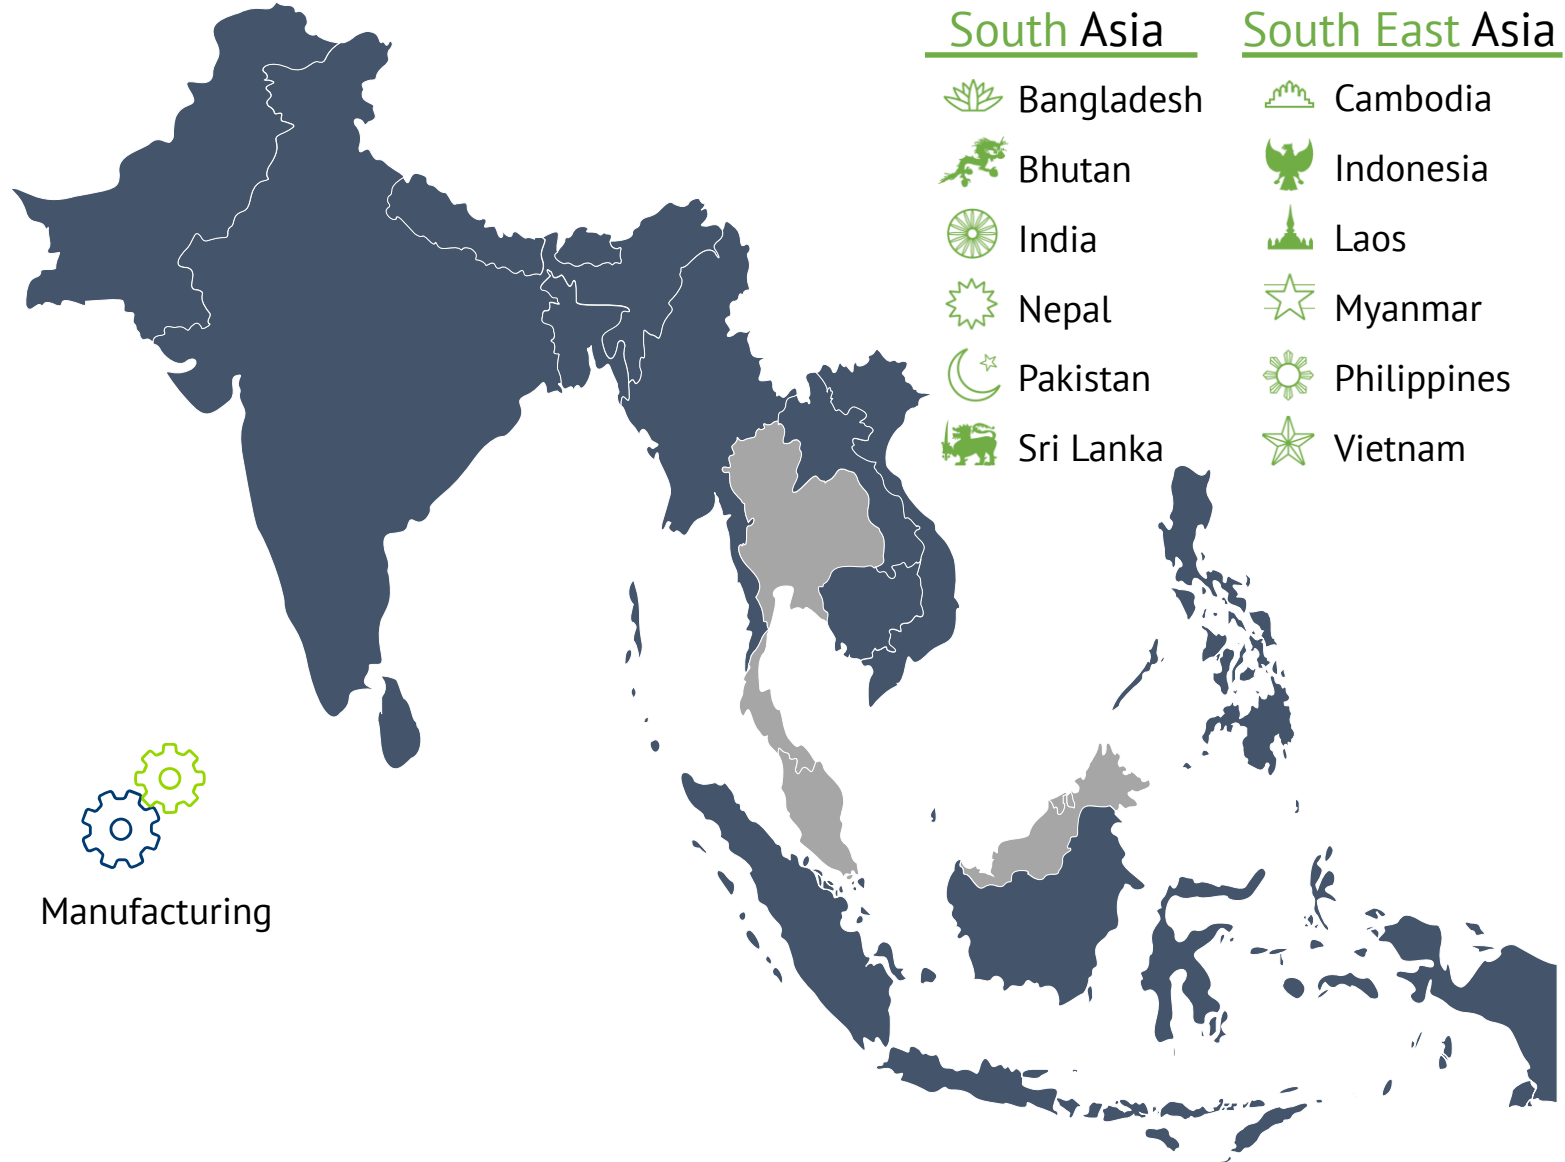 South Asia
Bangladesh
Bhutan
India
Nepal
Pakistan
Sri Lanka
South East Asia
Cambodia
Indonesia
Laos
Myanmar
Philippines
Vietnam
Manufacturing